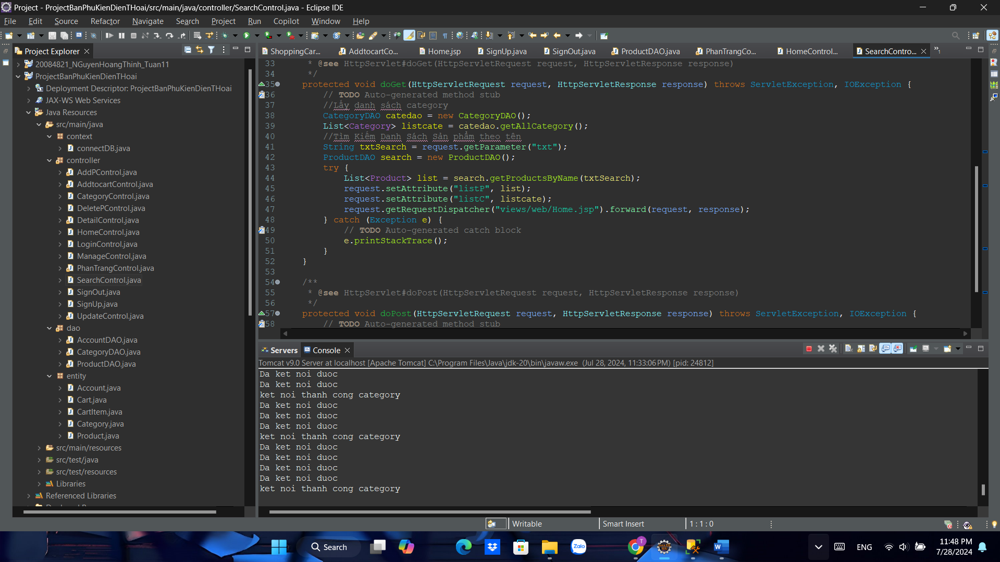 Project - ProjectBanPhuKienDienTHoai/src/main/java/controller/SearchControl.java - Eclipse IDE
File Edit Source Refactor Navigate Search Project Run Copilot Window Help
Project Explorer
20084821_NGuyenHoangThinh_Tuan11
ProjectBanPhuKienDienTHoai
Deployment Descriptor: ProjectBanPhuKienDienTHoai
JAX-WS Web Services
Java Resources
src/main/java
context
connectDB.java
controller
AddPControl.java
AddtocartControl.java
CategoryControl.java
DeletePControl.java
DetailControl.java
HomeControl.java
LoginControl.java
ManageControl.java
PhanTrangControl.java
SearchControl.java
SignOut.java
SignUp.java
UpdateControl.java
dao
AccountDAO.java
CategoryDAO.java
ProductDAO.java
entity
Account.java
Cart.java
CartItem.java
Category.java
Product.java
src/main/resources
src/test/java
src/test/resources
Libraries
Referenced Libraries
ShoppingCar... AddtocartCo... Home.jsp SignUp.java SignOut.java ProductDAO.java PhanTrangCo... HomeControl... SearchContro... »1
33 * @see HttpServlet#doGet(HttpServletRequest request, HttpServletResponse response)
34 */
35 protected void doGet(HttpServletRequest request, HttpServletResponse response) throws ServletException, IOException {
36 // TODO Auto-generated method stub
37 //Lấy danh sách category
38 CategoryDAO catedao = new CategoryDAO();
39 List<Category> listcate = catedao.getAllCategory();
40 //Tìm Kiếm Danh Sách Sản phẩm theo tên
41 String txtSearch = request.getParameter("txt");
42 ProductDAO search = new ProductDAO();
43 try {
44 List<Product> list = search.getProductsByName(txtSearch);
45 request.setAttribute("listP", list);
46 request.setAttribute("listC", listcate);
47 request.getRequestDispatcher("views/web/Home.jsp").forward(request, response);
48 } catch (Exception e) {
49 // TODO Auto-generated catch block
50 e.printStackTrace();
51 }
52 }
53
54 /**
55 * @see HttpServlet#doPost(HttpServletRequest request, HttpServletResponse response)
56 */
57 protected void doPost(HttpServletRequest request, HttpServletResponse response) throws ServletException, IOException {
58 // TODO Auto-generated method stub
Servers Console
Tomcat v9.0 Server at localhost [Apache Tomcat] C:\Program Files\Java\jdk-20\bin\javaw.exe (Jul 28, 2024, 11:33:06 PM) [pid: 24812]
Da ket noi duoc
Da ket noi duoc
ket noi thanh cong category
Da ket noi duoc
Da ket noi duoc
Da ket noi duoc
ket noi thanh cong category
Da ket noi duoc
Da ket noi duoc
Da ket noi duoc
Da ket noi duoc
ket noi thanh cong category
Writable Smart Insert 1 : 1 : 0
Search
Zalo
T
ENG
11:48 PM
7/28/2024